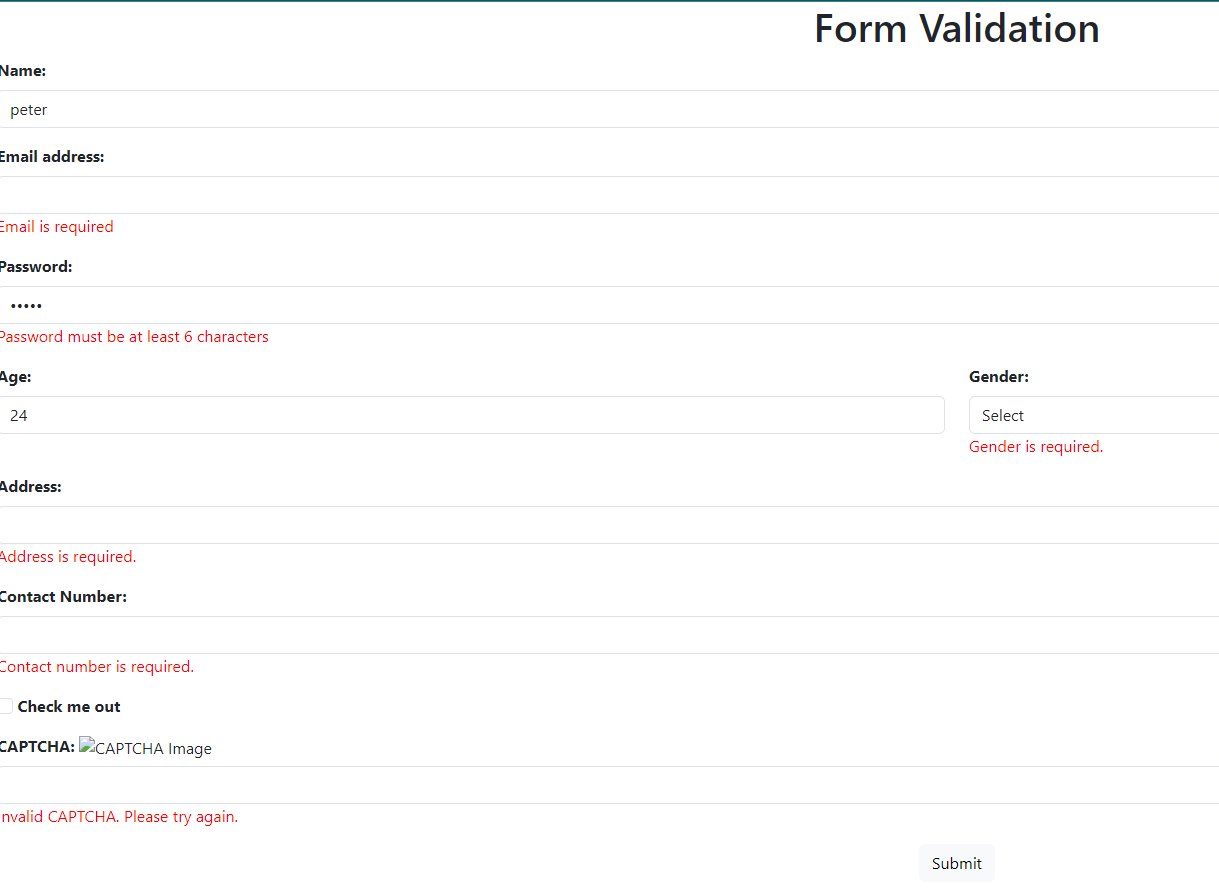 Form Validation
Name:
peter
Email address:
Email is required
Password:
•••••
Password must be at least 6 characters
Age:
Gender:
24
Select
Gender is required.
Address:
Address is required.
Contact Number:
Contact number is required.
Check me out
CAPTCHA: CAPTCHA Image
Invalid CAPTCHA. Please try again.
Submit